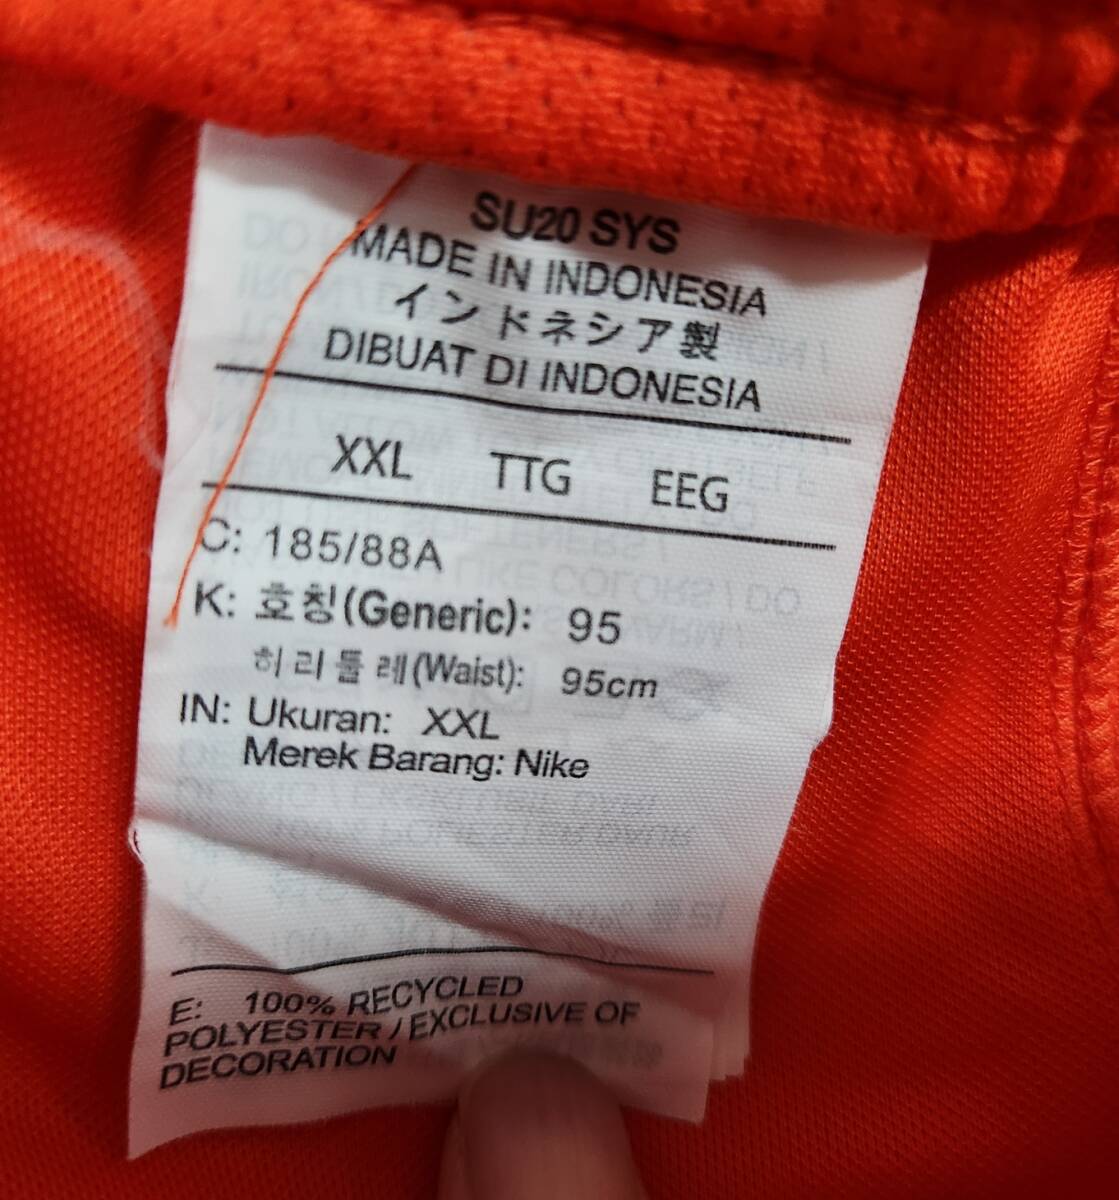 SU20 SYS
MADE IN INDONESIA
インドネシア製
DIBUAT DI INDONESIA
XXL TTG EEG
C: 185/88A
K: 호칭(Generic): 95
허리둘레(Waist): 95cm
IN: Ukuran: XXL
Merek Barang: Nike
E: 100% RECYCLED
POLYESTER / EXCLUSIVE OF
DECORATION